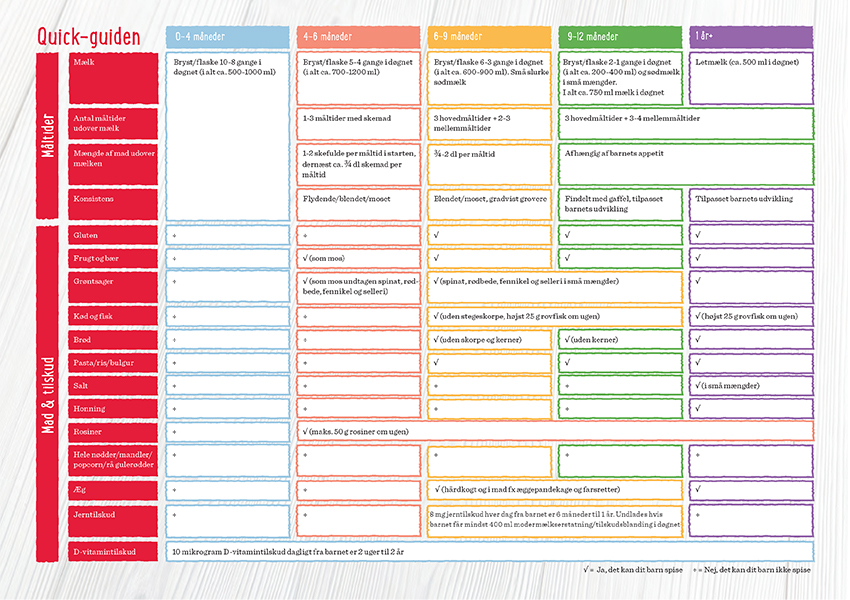 Quick-guiden
0-4 måneder
4-6 måneder
6-9 måneder
9-12 måneder
1 år+
Måltider
Mælk
Bryst/flaske 10-8 gange i
døgnet (i alt ca. 500-1000 ml)
Bryst/flaske 5-4 gange i døgnet
(i alt ca. 700-1200 ml)
Bryst/flaske 6-3 gange i døgnet
(i alt ca. 600-900 ml). Små slurke
sødmælk
Bryst/flaske 2-1 gange i døgnet
(i alt ca. 200-400 ml) og sødmælk
i små mængder.
I alt ca. 750 ml mælk i døgnet
Letmælk (ca. 500 ml i døgnet)
Antal måltider
udover mælk
1-3 måltider med skemad
3 hovedmåltider + 2-3
mellemmåltider
3 hovedmåltider + 3-4 mellemmåltider
Mængde af mad udover
mælken
1-2 skefulde per måltid i starten,
dernæst ca. ¾ dl skemad per
måltid
¾-2 dl per måltid
Afhængig af barnets appetit
Konsistens
Flydende/blendet/moset
Blendet/moset, gradvist grovere
Findelt med gaffel, tilpasset
barnets udvikling
Tilpasset barnets udvikling
Mad & tilskud
Gluten
÷
÷
√
√
√
Frugt og bær
÷
√ (som mos)
√
√
√
Grøntsager
÷
√ (som mos undtagen spinat, rød-
bede, fennikel og selleri)
√ (spinat, rødbede, fennikel og selleri i små mængder)
√
Kød og fisk
÷
÷
√ (uden stegeskorpe, højst 25 g rovfisk om ugen)
√ (højst 25 g rovfisk om ugen)
Brød
÷
÷
√ (uden skorpe og kerner)
√ (uden kerner)
√
Pasta/ris/bulgur
÷
÷
√
√
√
Salt
÷
÷
÷
÷
√ (i små mængder)
Honning
÷
÷
÷
÷
√
Rosiner
÷
√ (maks. 50 g rosiner om ugen)
Hele nødder/mandler/
popcorn/rå gulerødder
÷
÷
÷
÷
÷
Æg
÷
÷
√ (hårdkogt og i mad fx æggepandekage og farsretter)
√
Jerntilskud
÷
÷
8 mg jerntilskud hver dag fra barnet er 6 måneder til 1 år. Undlades hvis
barnet får mindst 400 ml modermælkserstatning/tilskudsblanding i døgnet
÷
D-vitamintilskud
10 mikrogram D-vitamintilskud dagligt fra barnet er 2 uger til 2 år
√ = Ja, det kan dit barn spise
÷ = Nej, det kan dit barn ikke spise